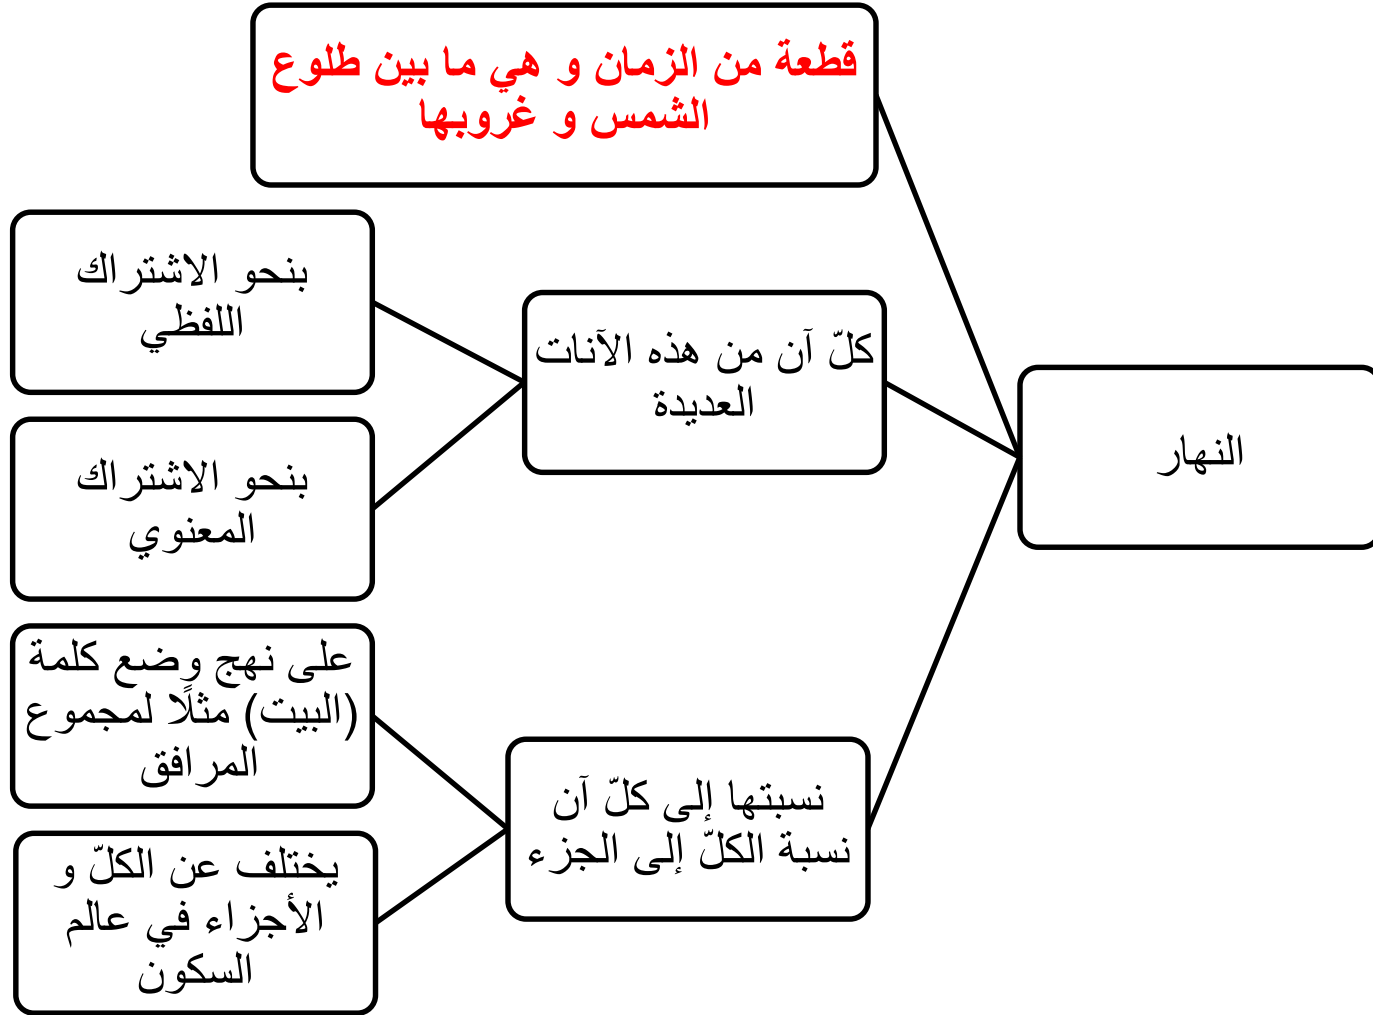 قطعة من الزمان و هي ما بين طلوع
الشمس و غروبها
النهار
كلّ آن من هذه الآنات
العديدة
بنحو الاشتراك
اللفظي
بنحو الاشتراك
المعنوي
نسبتها إلى كلّ آن
نسبة الكلّ إلى الجزء
على نهج وضع كلمة
(البيت) مثلًا لمجموع
المرافق
يختلف عن الكلّ و
الأجزاء في عالم
السكون